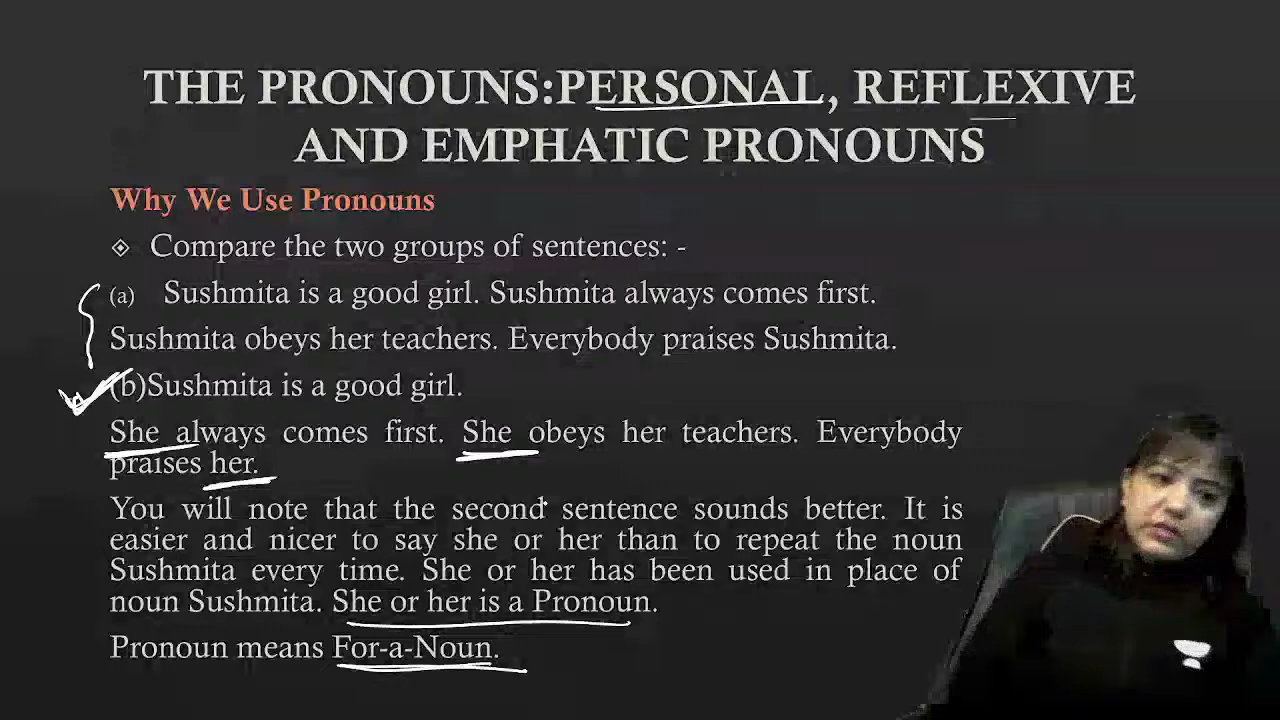 THE PRONOUNS:PERSONAL, REFLEXIVE
AND EMPHATIC PRONOUNS
Why We Use Pronouns
Compare the two groups of sentences: -
(a) Sushmita is a good girl. Sushmita always comes first.
Sushmita obeys her teachers. Everybody praises Sushmita.
(b)Sushmita is a good girl.
She always comes first. She obeys her teachers. Everybody
praises her.
You will note that the second sentence sounds better. It is
easier and nicer to say she or her than to repeat the noun
Sushmita every time. She or her has been used in place of
noun Sushmita. She or her is a Pronoun.
Pronoun means For-a-Noun.